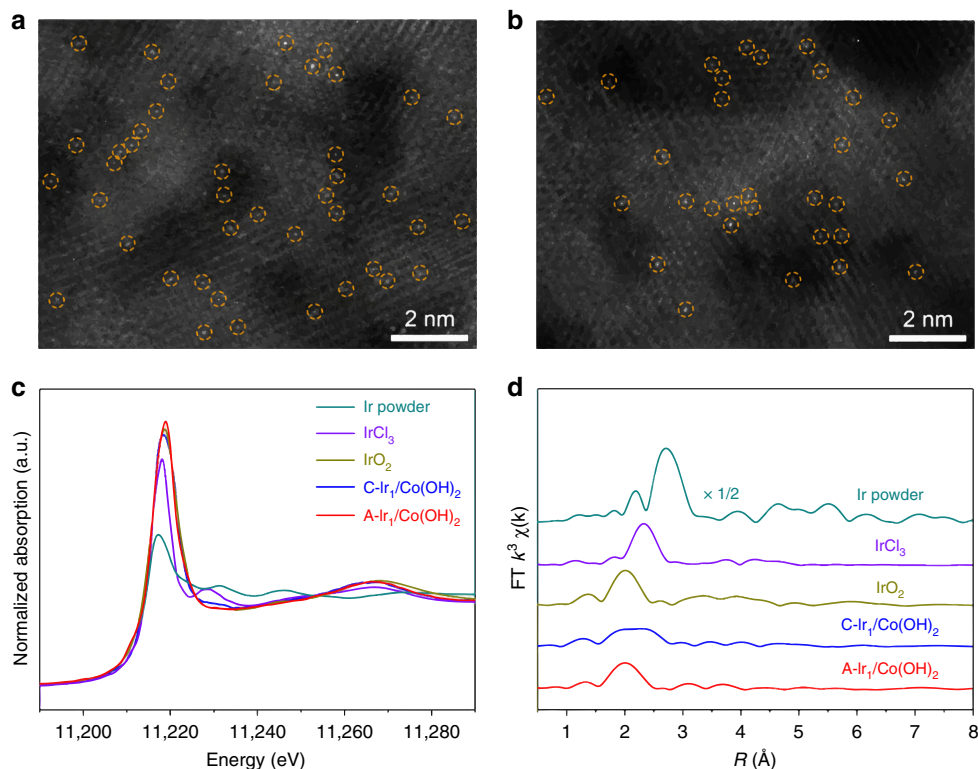 a
b
2 nm
2 nm
c
Normalized absorption (a.u.)
Ir powder
IrCl₃
IrO₂
C-Ir₁/Co(OH)₂
A-Ir₁/Co(OH)₂
11,200 11,220 11,240 11,260 11,280
Energy (eV)
d
FT k³ χ(k)
× 1/2
Ir powder
IrCl₃
IrO₂
C-Ir₁/Co(OH)₂
A-Ir₁/Co(OH)₂
1 2 3 4 5 6 7 8
R (Å)